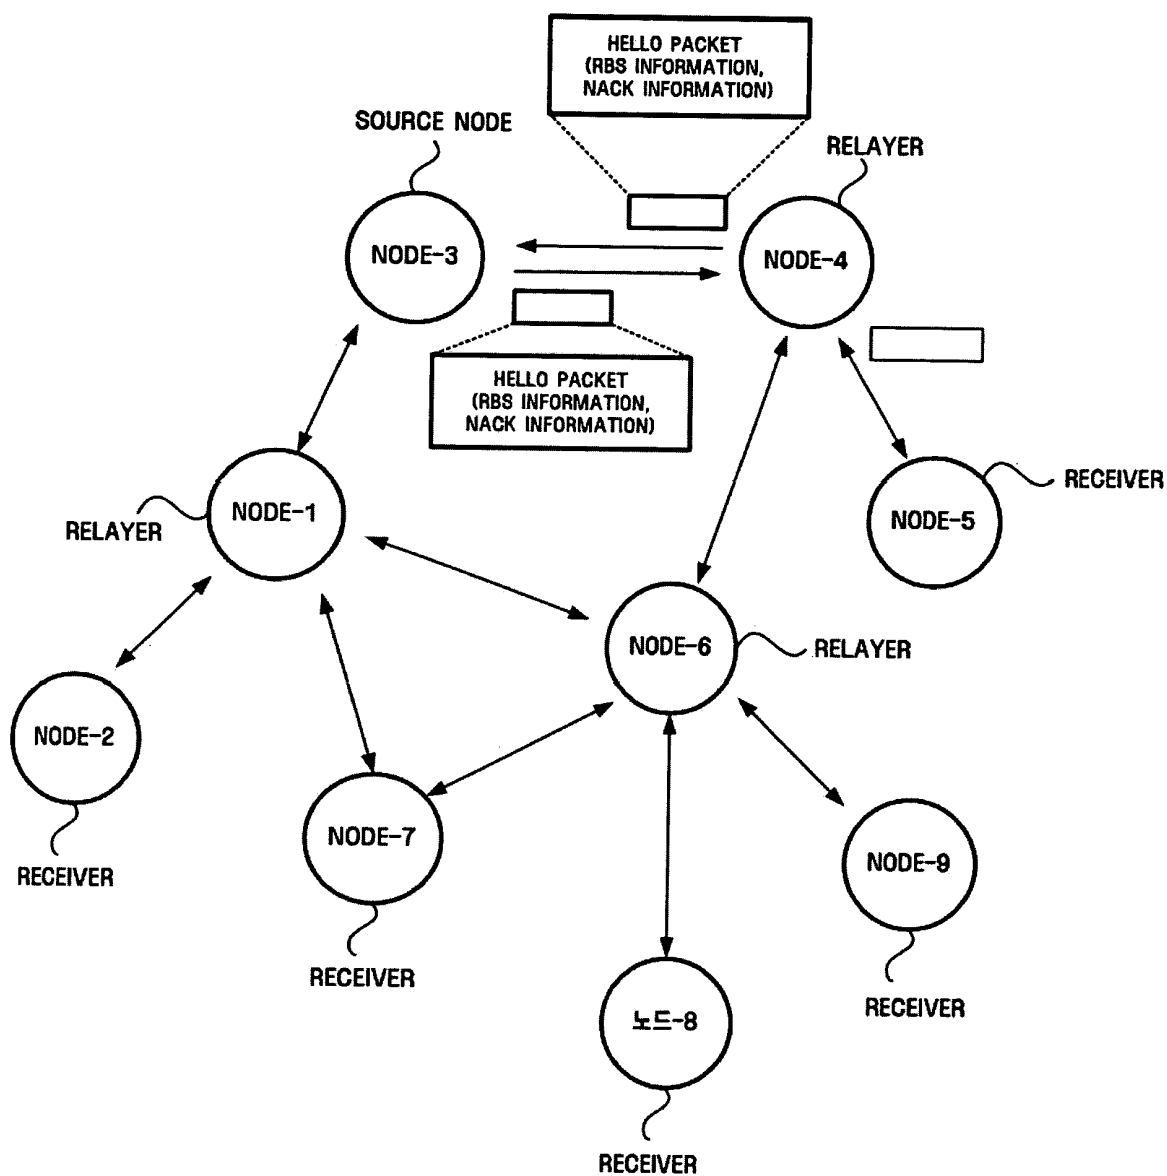 HELLO PACKET
(RBS INFORMATION,
NACK INFORMATION)
SOURCE NODE
RELAYER
NODE-3
NODE-4
HELLO PACKET
(RBS INFORMATION,
NACK INFORMATION)
RECEIVER
NODE-1
NODE-5
RELAYER
NODE-6
RELAYER
NODE-2
NODE-7
NODE-9
RECEIVER
RECEIVER
RECEIVER
노드-8
RECEIVER